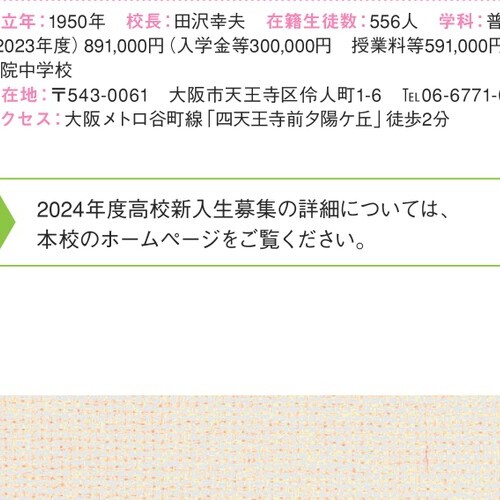 立年：1950年　校長：田沢幸夫　在籍生徒数：556人　学科：普
2023年度）891,000円（入学金等300,000円　授業料等591,000円
院中学校
在地：〒543-0061　大阪市天王寺区伶人町1-6　℡06-6771-
クセス：大阪メトロ谷町線「四天王寺前夕陽ケ丘」徒歩2分
2024年度高校新入生募集の詳細については、
本校のホームページをご覧ください。